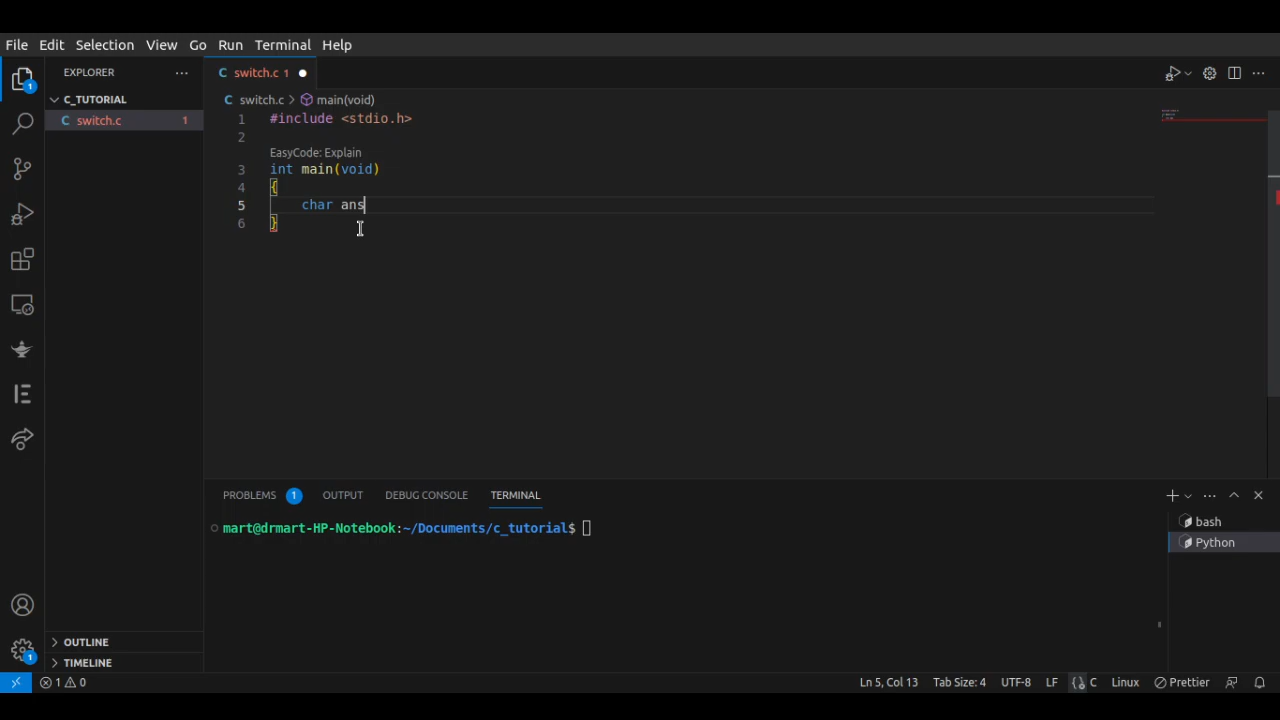 File Edit Selection View Go Run Terminal Help
EXPLORER ··· C switch.c 1
C_TUTORIAL
C switch.c > main(void)
C switch.c 1
1 #include <stdio.h>
2
EasyCode: Explain
3 int main(void)
4 {
5 char ans
6 }
PROBLEMS 1 OUTPUT DEBUG CONSOLE TERMINAL
mart@drmart-HP-Notebook:~/Documents/c_tutorial$
bash
Python
OUTLINE
TIMELINE
1 0 Ln 5, Col 13 Tab Size: 4 UTF-8 LF {} C Linux Prettier